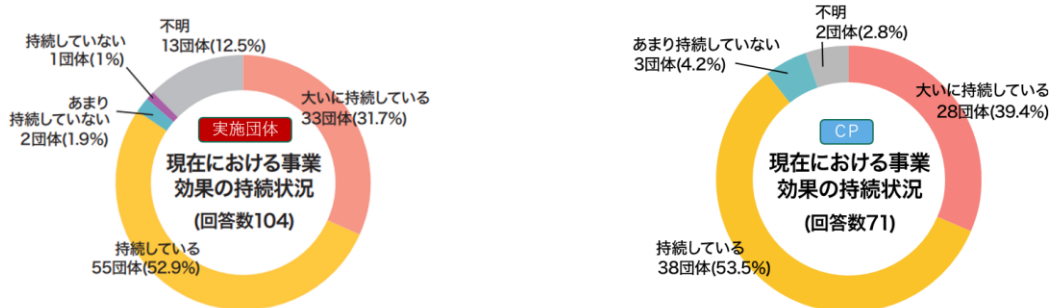 不明
13団体(12.5%)
持続していない
1団体(1%)
あまり
持続していない
2団体(1.9%)
大いに持続している
33団体(31.7%)
実施団体
現在における事業
効果の持続状況
(回答数104)
持続している
55団体(52.9%)
不明
2団体(2.8%)
あまり持続していない
3団体(4.2%)
大いに持続している
28団体(39.4%)
CP
現在における事業
効果の持続状況
(回答数71)
持続している
38団体(53.5%)